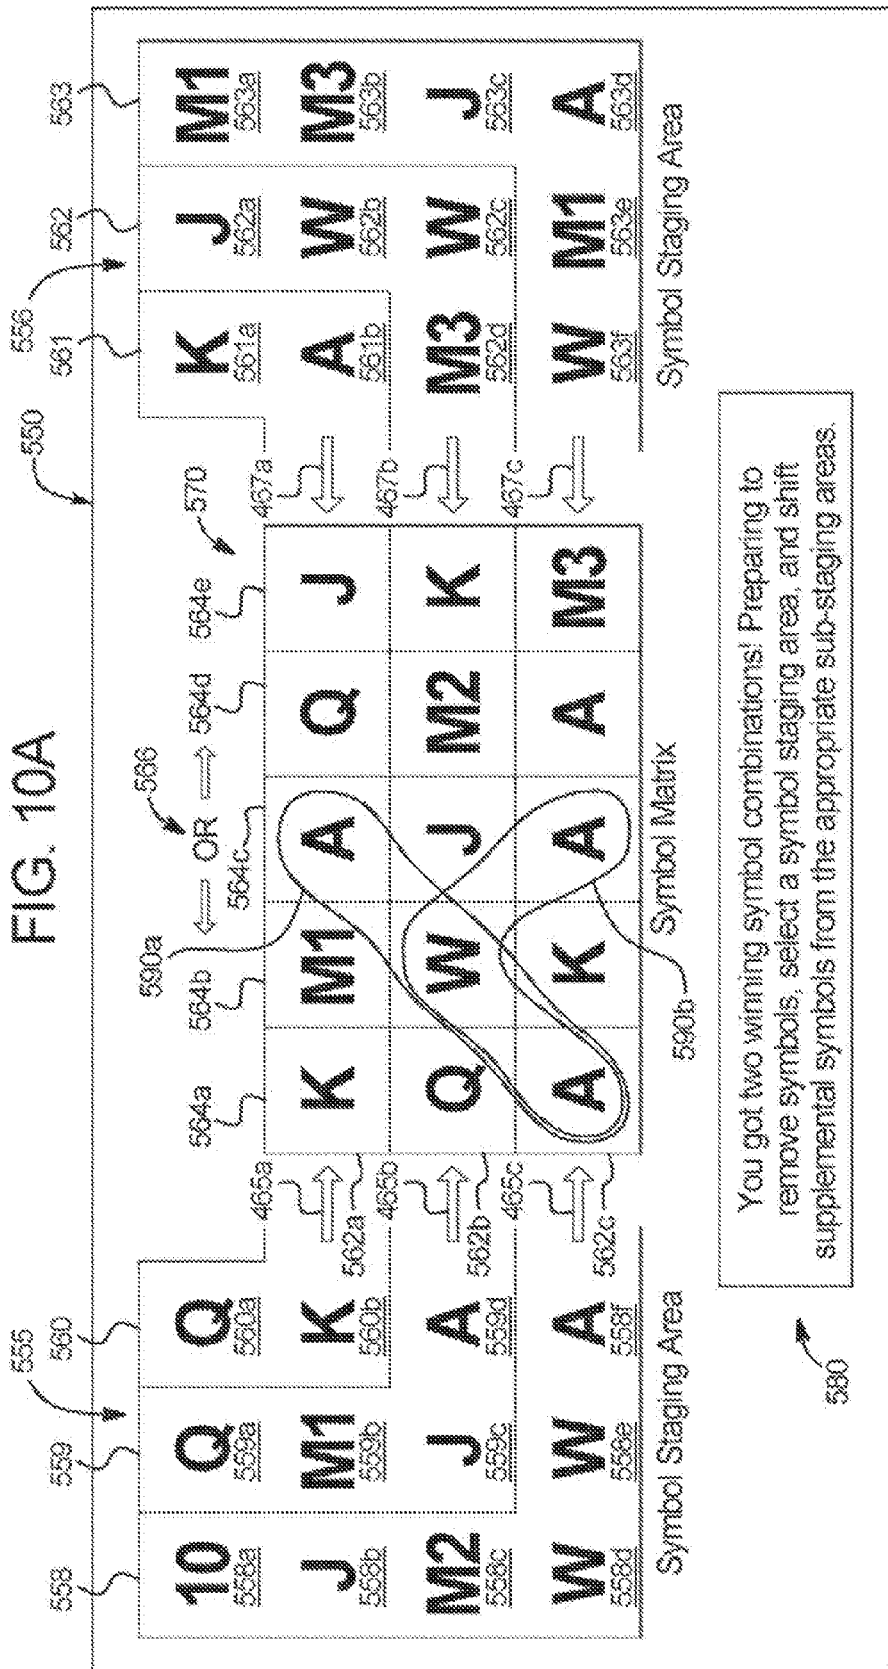 FIG. 10A
550
555
558
559
560
566
OR
570
556
561
562
563
564a
564b
564c
564d
564e
590a
10
558a
Q
559a
Q
560a
K
561a
J
562a
M1
563a
J
558b
M1
559b
K
560b
465a
562a
K
M1
A
Q
J
467a
A
561b
W
562b
M3
563b
M2
558c
J
559c
A
559d
465b
562b
Q
W
J
M2
K
467b
M3
562d
W
562c
J
563c
W
558d
W
558e
A
558f
465c
562c
A
K
A
A
M3
467c
W
563f
M1
563e
A
563d
590b
Symbol Staging Area
Symbol Matrix
Symbol Staging Area
580
You got two winning symbol combinations! Preparing to
remove symbols, select a symbol staging area, and shift
supplemental symbols from the appropriate sub-staging areas.